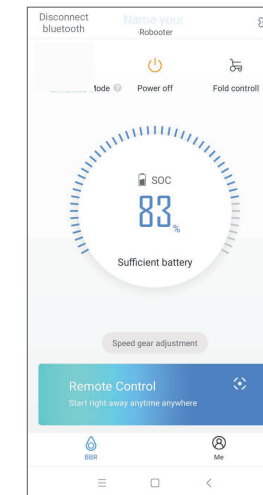 Disconnect bluetooth
Name your
·Robooter
Mode
Power off
Fold controll
SOC
83%
Sufficient battery
Speed gear adjustment
Remote Control
Start right away anytime anywhere
BBR
Me